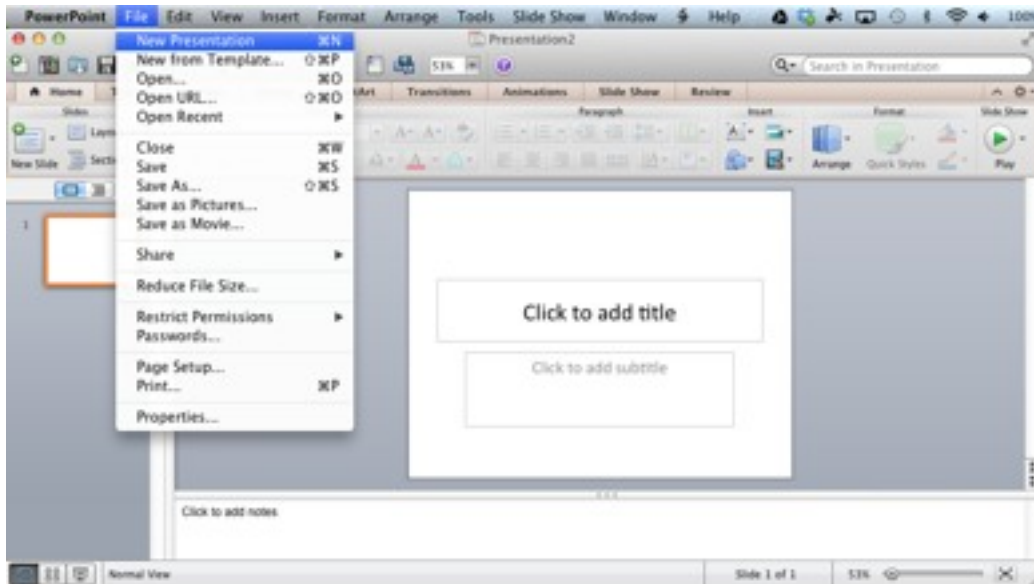 PowerPoint File Edit View Insert Format Arrange Tools Slide Show Window Help
Presentation2
53%
Search in Presentation
Home
Transitions Animations Slide Show Review
Slides Paragraph Insert Format Slide Show
New Slide
Arrange Quick Styles Play
New Presentation ⌘N
New from Template... ⇧⌘P
Open... ⌘O
Open URL... ⇧⌘O
Open Recent
Close ⌘W
Save ⌘S
Save As... ⇧⌘S
Save as Pictures...
Save as Movie...
Share
Reduce File Size...
Restrict Permissions
Passwords...
Page Setup...
Print... ⌘P
Properties...
1
Click to add title
Click to add subtitle
Click to add notes
Normal View Slide 1 of 1 53%